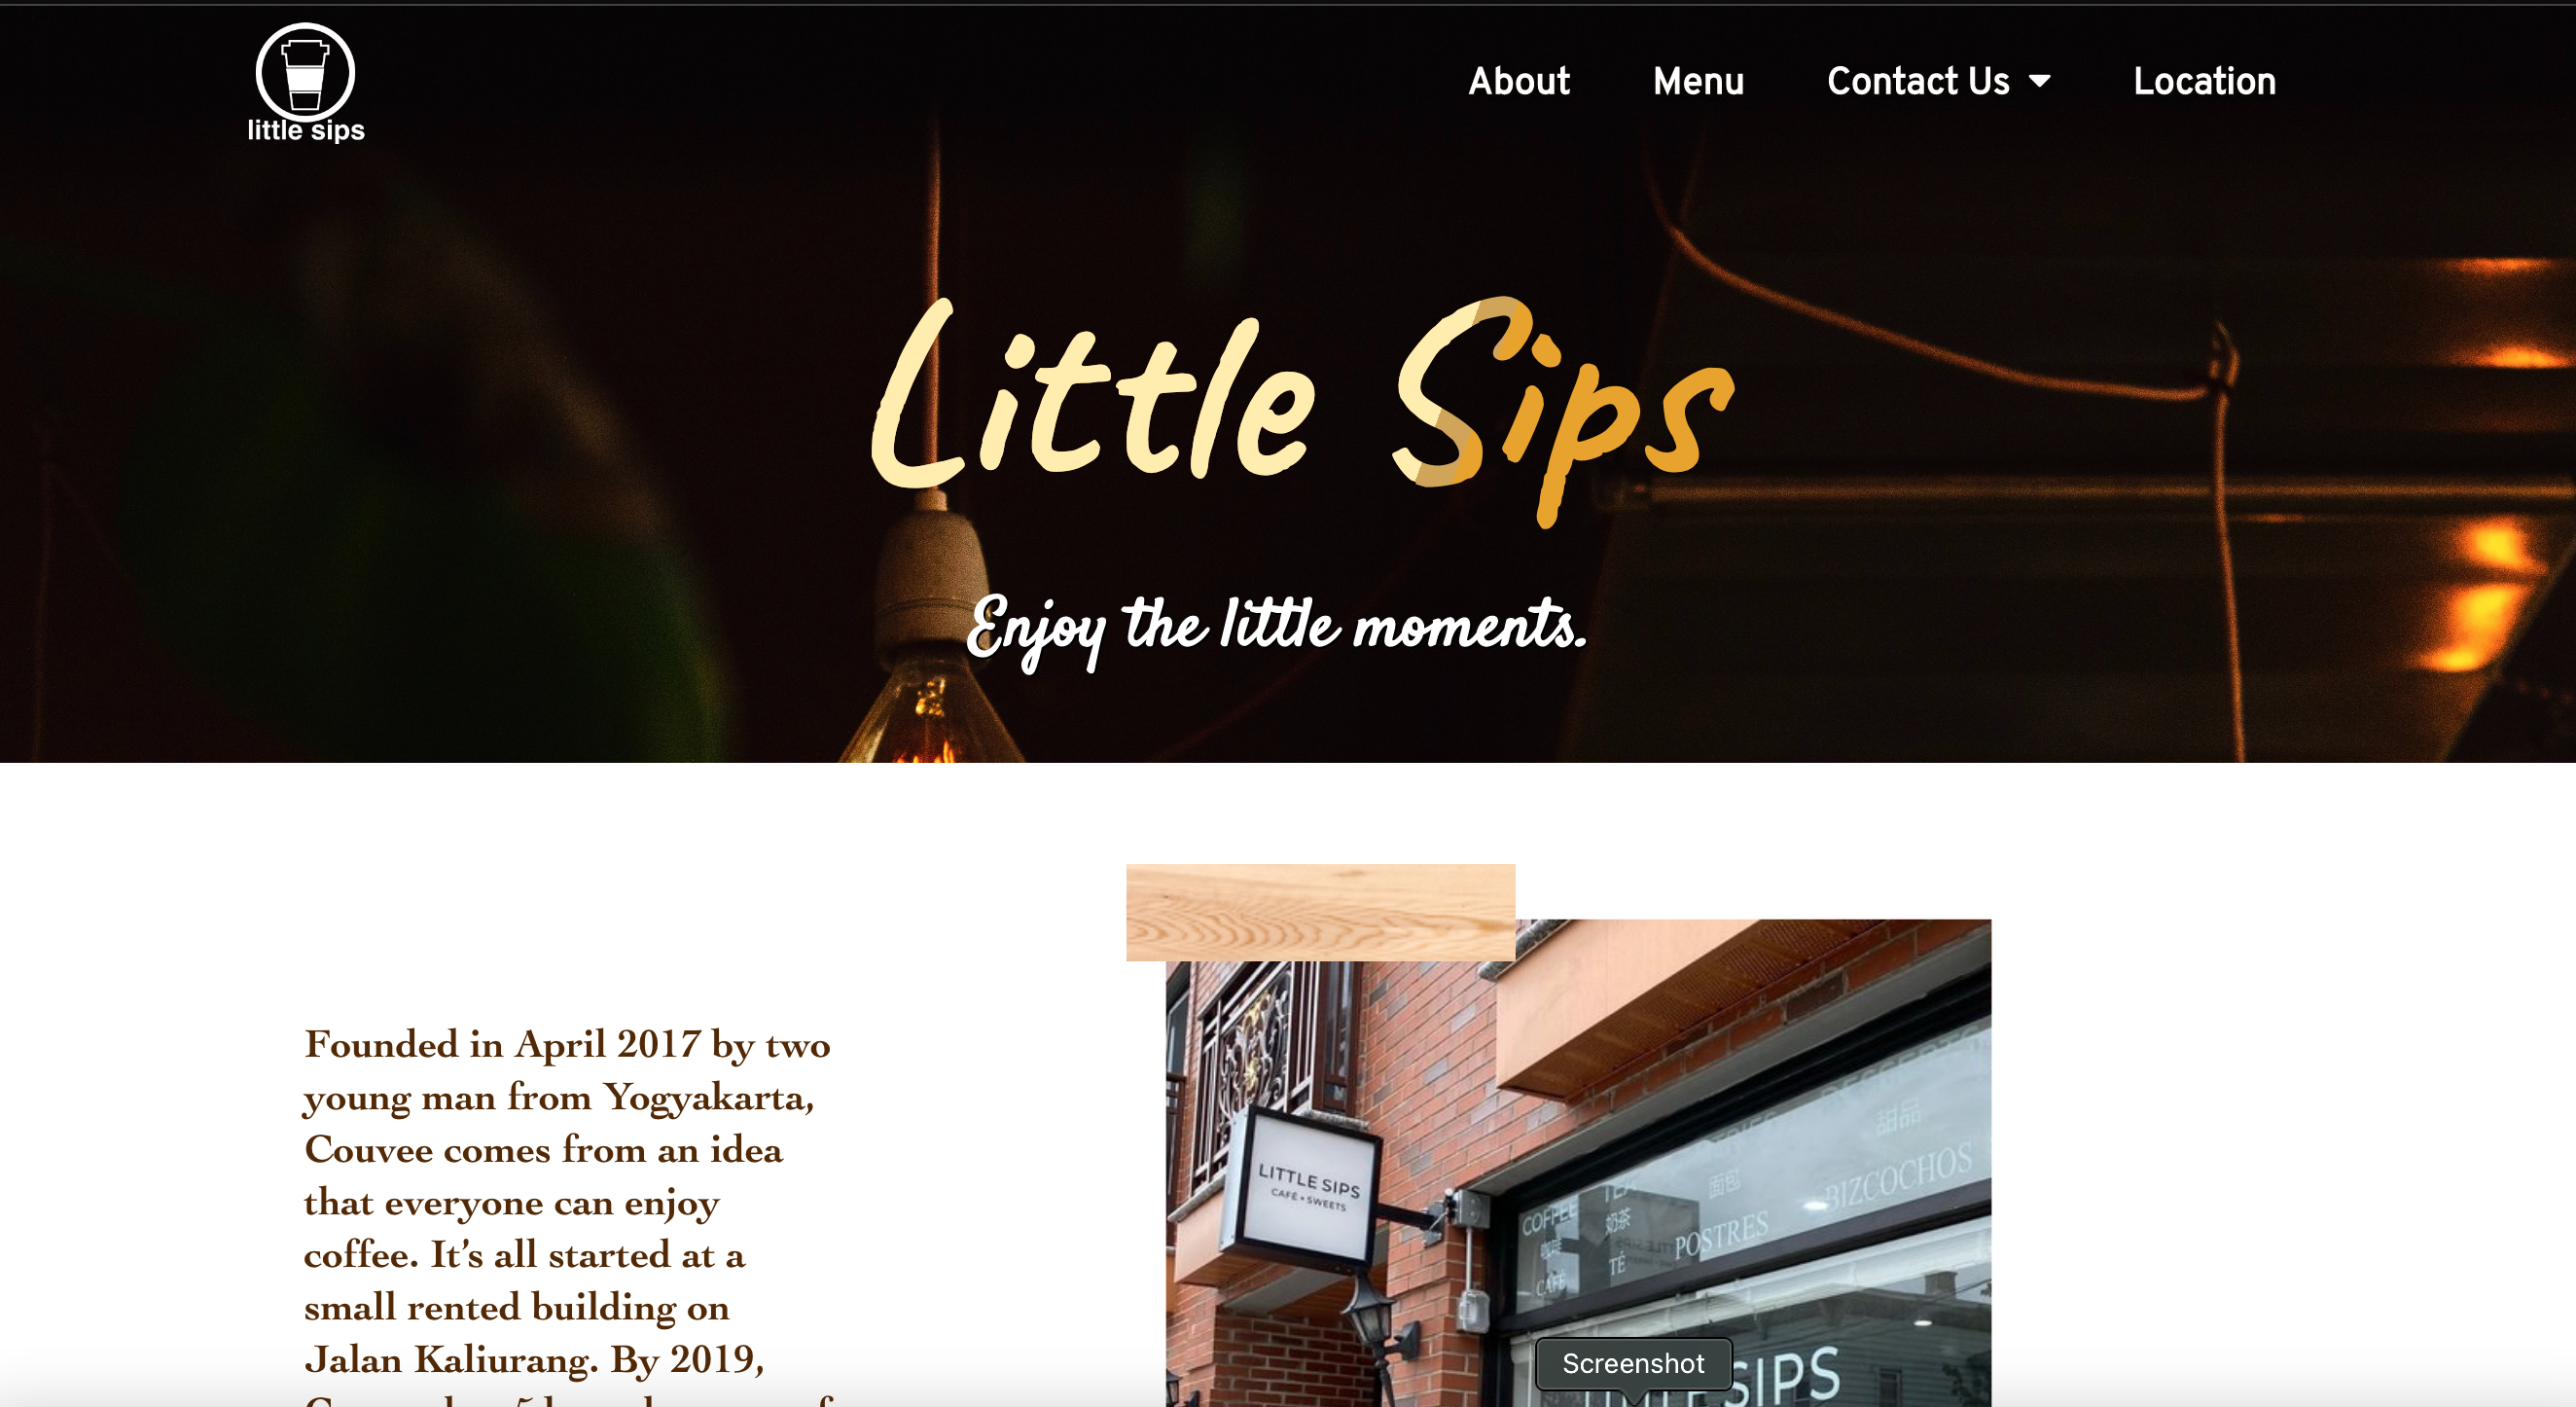 little sips
About Menu Contact Us Location
Little Sips
Enjoy the little moments.
Founded in April 2017 by two
young man from Yogyakarta,
Couvee comes from an idea
that everyone can enjoy
coffee. It’s all started at a
small rented building on
Jalan Kaliurang. By 2019,
LITTLE SIPS
CAFÉ • SWEETS
COFFEE
咖啡
CAFÉ
奶茶
TÉ
面包
POSTRES
甜品
BIZCOCHOS
SIPS
Screenshot